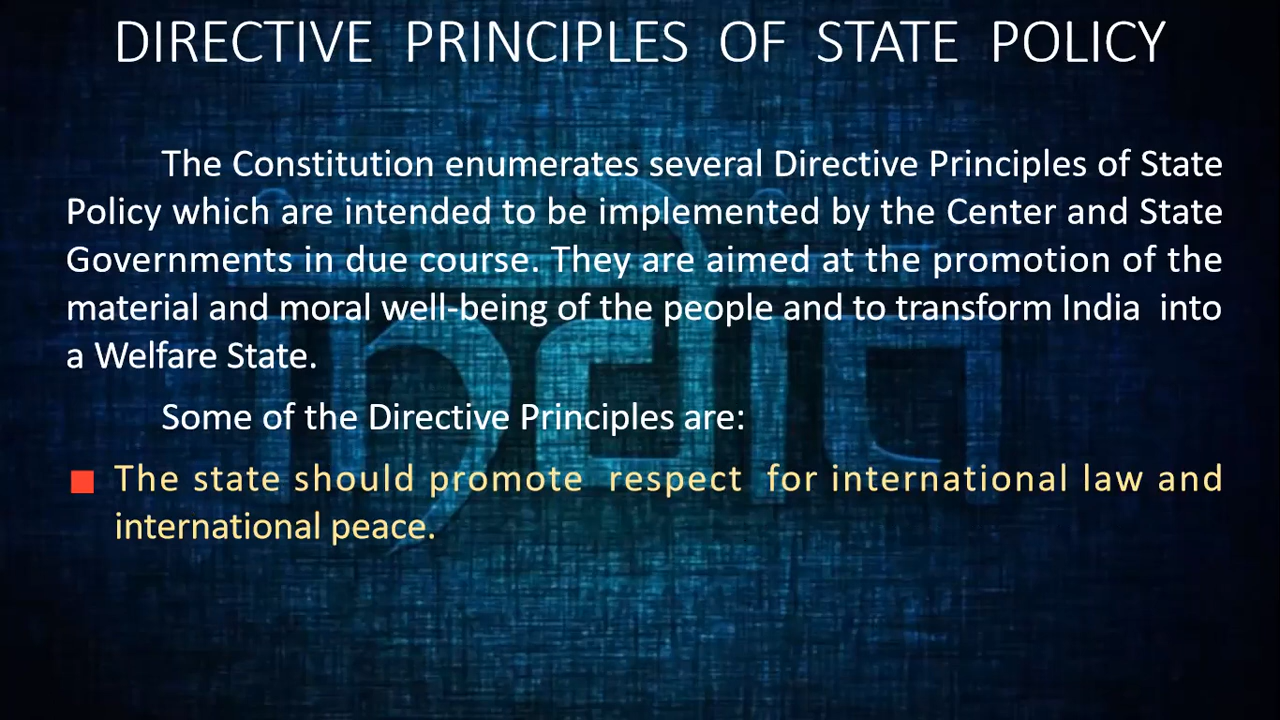 DIRECTIVE PRINCIPLES OF STATE POLICY
The Constitution enumerates several Directive Principles of State
Policy which are intended to be implemented by the Center and State
Governments in due course. They are aimed at the promotion of the
material and moral well-being of the people and to transform India into
a Welfare State.
Some of the Directive Principles are:
The state should promote respect for international law and
international peace.
india